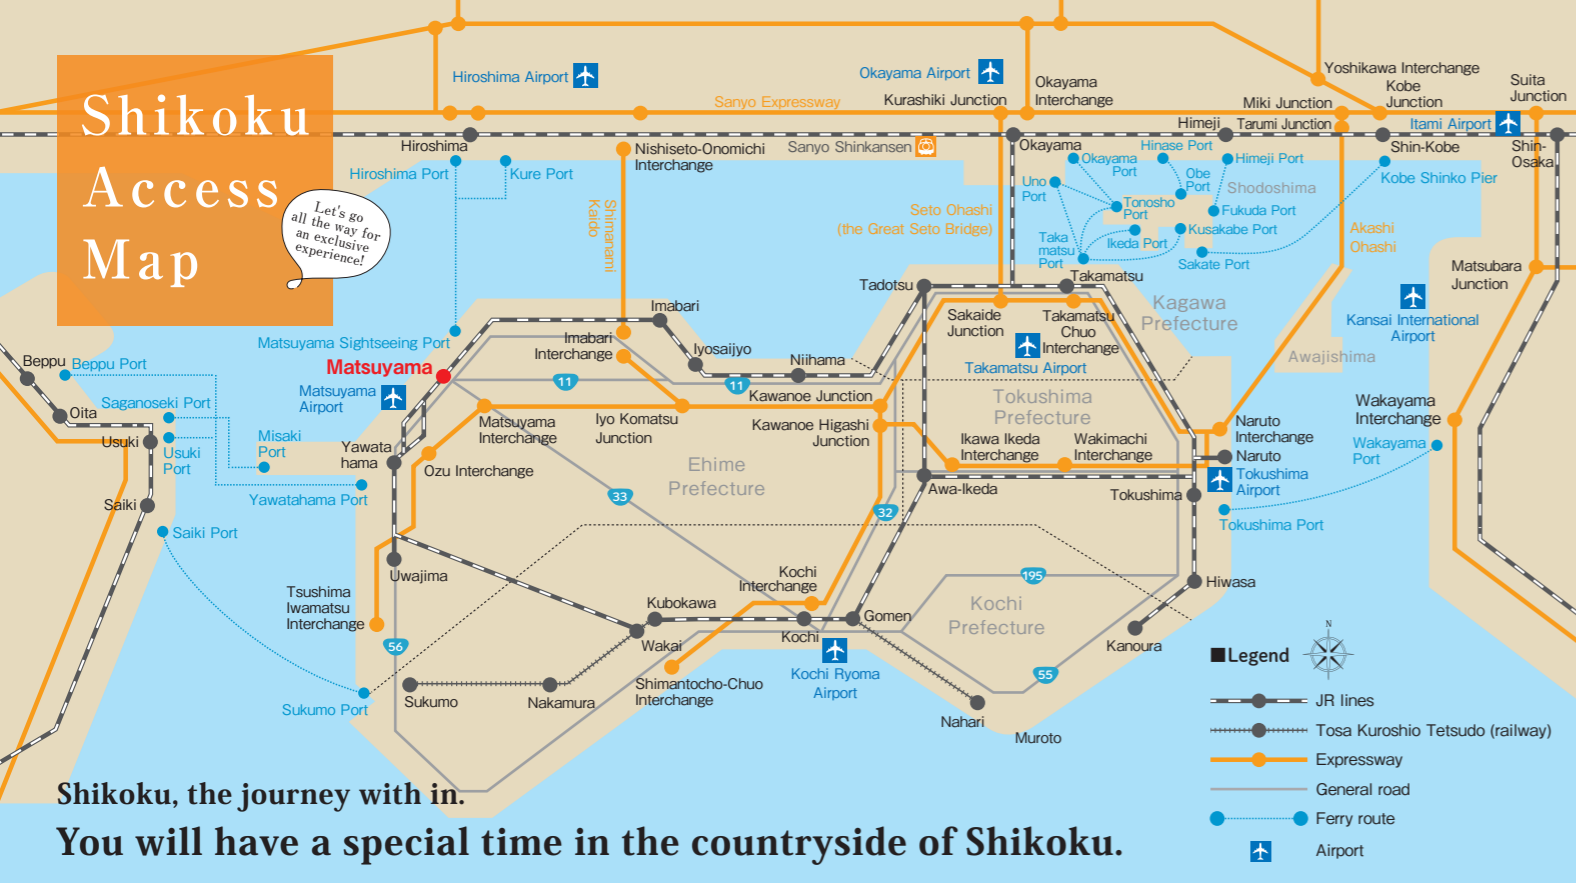 Shikoku
Access
Map
Let's go
all the way for
an exclusive
experience!
Hiroshima Airport
Okayama Airport
Sanyo Expressway
Kurashiki Junction
Okayama
Interchange
Yoshikawa Interchange
Kobe
Junction
Suita
Junction
Miki Junction
Tarumi Junction
Itami Airport
Himeji
Hiroshima
Nishiseto-Onomichi
Interchange
Sanyo Shinkansen
Okayama
Shin-Kobe
Shin-
Osaka
Hiroshima Port
Kure Port
Okayama
Port
Hinase Port
Himeji Port
Kobe Shinko Pier
Uno
Port
Obe
Port
Shodoshima
Tonosho
Port
Fukuda Port
Shimanami
Kaido
Seto Ohashi
(the Great Seto Bridge)
Taka
matsu
Port
Ikeda Port
Kusakabe Port
Sakate Port
Akashi
Ohashi
Matsubara
Junction
Tadotsu
Takamatsu
Kagawa
Prefecture
Imabari
Sakaide
Junction
Takamatsu
Chuo
Interchange
Kansai International
Airport
Matsuyama Sightseeing Port
Imabari
Interchange
Iyosaijyo
Niihama
Takamatsu Airport
Awajishima
Beppu
Beppu Port
Matsuyama
Matsuyama
Airport
11
11
Kawanoe Junction
Tokushima
Prefecture
Saganoseki Port
Oita
Usuki
Usuki
Port
Misaki
Port
Yawata
hama
Matsuyama
Interchange
Iyo Komatsu
Junction
Kawanoe Higashi
Junction
Ikawa Ikeda
Interchange
Wakimachi
Interchange
Naruto
Interchange
Naruto
Wakayama
Interchange
Wakayama
Port
Ozu Interchange
Ehime
Prefecture
Tokushima
Airport
Yawatahama Port
33
Awa-Ikeda
Tokushima
Saiki
32
Saiki Port
Tokushima Port
Uwajima
Kochi
Interchange
195
Hiwasa
Tsushima
Iwamatsu
Interchange
Kubokawa
Gomen
Kochi
Prefecture
Wakai
Kochi
Kanoura
56
Kochi Ryoma
Airport
55
Sukumo
Nakamura
Shimantocho-Chuo
Interchange
Sukumo Port
Nahari
Muroto
N
■Legend
JR lines
Tosa Kuroshio Tetsudo (railway)
Expressway
General road
Ferry route
Airport
Shikoku, the journey with in.
You will have a special time in the countryside of Shikoku.